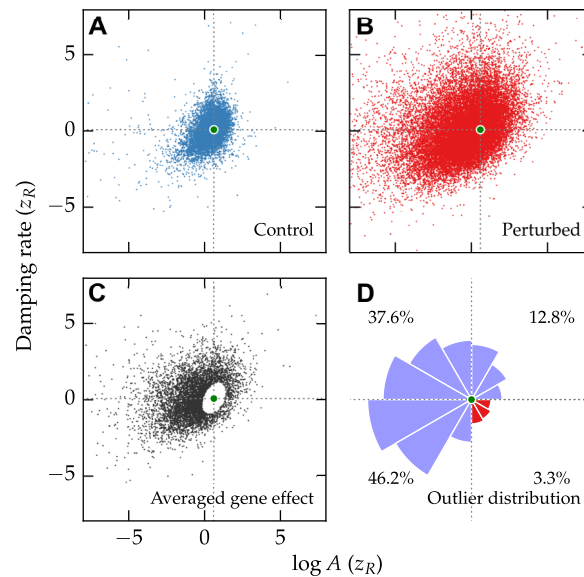 A
B
5
0
−5
Control
Perturbed
Damping rate (z_R)
C
D
5
0
−5
37.6%
12.8%
46.2%
3.3%
Averaged gene effect
Outlier distribution
−5
0
5
log A (z_R)